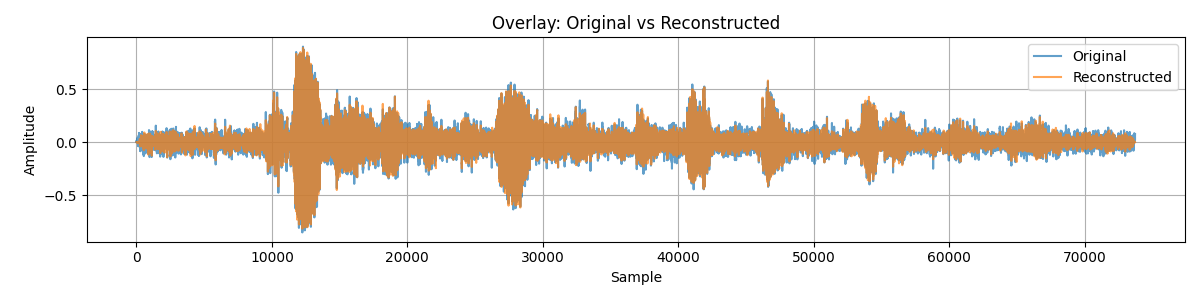 Overlay: Original vs Reconstructed
Original
Reconstructed
Amplitude
0.5
0.0
−0.5
0 10000 20000 30000 40000 50000 60000 70000
Sample